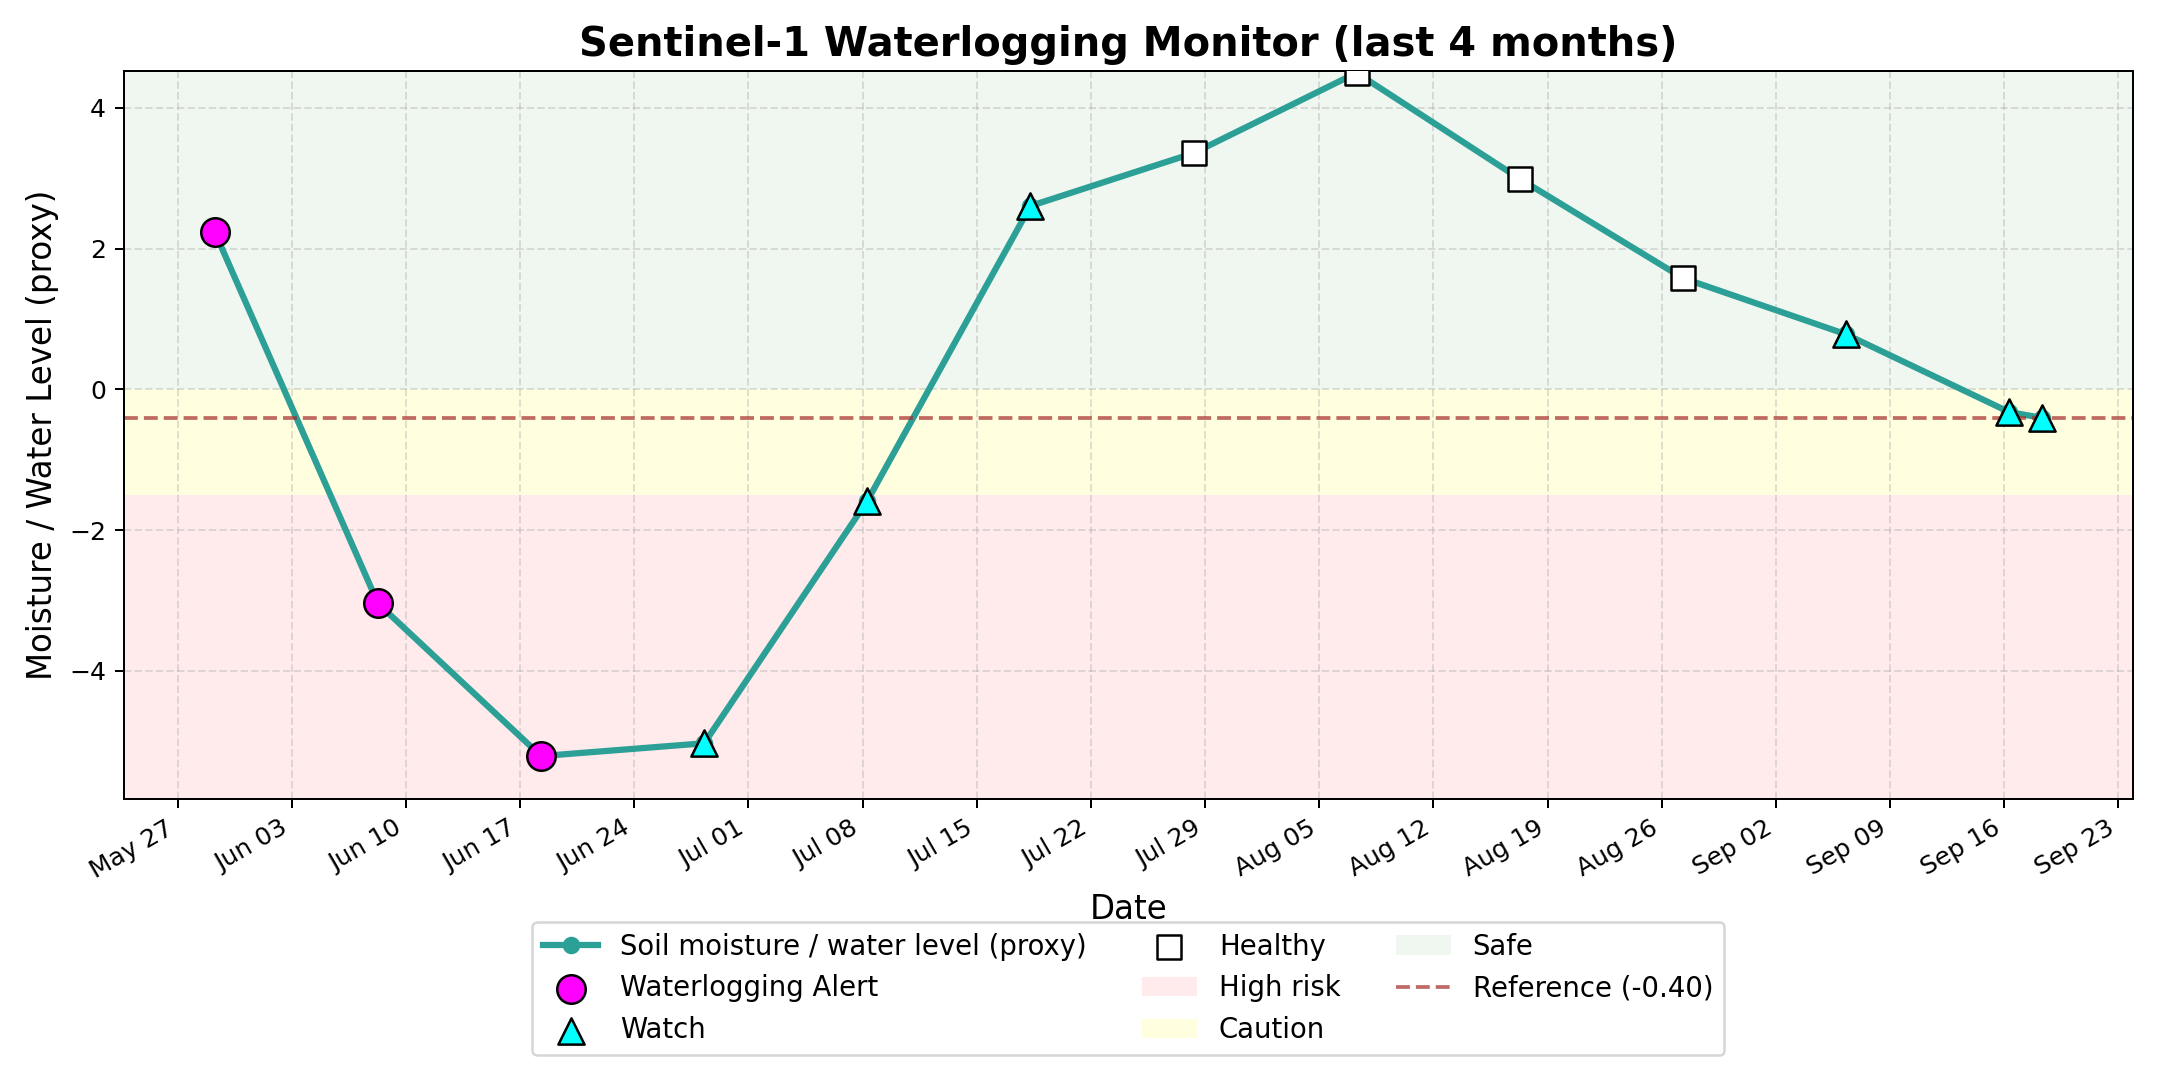 Sentinel-1 Waterlogging Monitor (last 4 months)
Moisture / Water Level (proxy)
4
2
0
−2
−4
May 27
Jun 03
Jun 10
Jun 17
Jun 24
Jul 01
Jul 08
Jul 15
Jul 22
Jul 29
Aug 05
Aug 12
Aug 19
Aug 26
Sep 02
Sep 09
Sep 16
Sep 23
Date
Soil moisture / water level (proxy)
Waterlogging Alert
Watch
Healthy
High risk
Caution
Safe
Reference (-0.40)